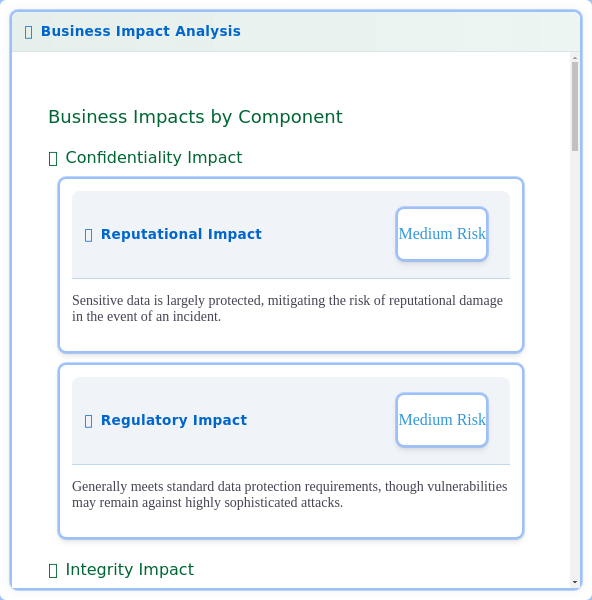 Business Impact Analysis
Business Impacts by Component
Confidentiality Impact
Reputational Impact
Medium Risk
Sensitive data is largely protected, mitigating the risk of reputational damage
in the event of an incident.
Regulatory Impact
Medium Risk
Generally meets standard data protection requirements, though vulnerabilities
may remain against highly sophisticated attacks.
Integrity Impact